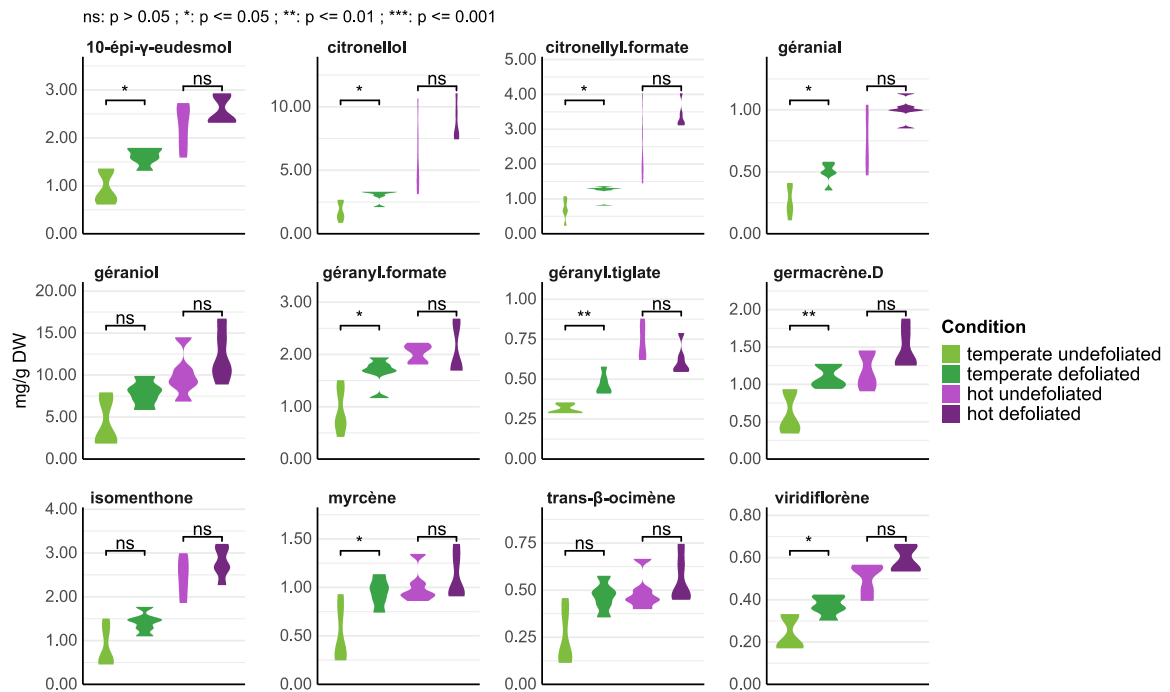 ns: p > 0.05 ; *: p <= 0.05 ; **: p <= 0.01 ; ***: p <= 0.001
10-épi-γ-eudesmol
citronellol
citronellyl.formate
géranial
3.00
2.00
1.00
0.00
* ns
10.00
5.00
0.00
* ns
5.00
4.00
3.00
2.00
1.00
0.00
* ns
1.00
0.50
0.00
* ns
géraniol
géranyl.formate
géranyl.tiglate
germacrène.D
20.00
15.00
10.00
5.00
0.00
ns ns
3.00
2.00
1.00
0.00
* ns
1.00
0.75
0.50
0.25
0.00
** ns
2.00
1.50
1.00
0.50
0.00
** ns
mg/g DW
Condition
temperate undefoliated
temperate defoliated
hot undefoliated
hot defoliated
isomenthone
myrcène
trans-β-ocimène
viridiflorène
4.00
3.00
2.00
1.00
0.00
ns ns
1.50
1.00
0.50
0.00
* ns
0.75
0.50
0.25
0.00
ns ns
0.80
0.60
0.40
0.20
0.00
* ns